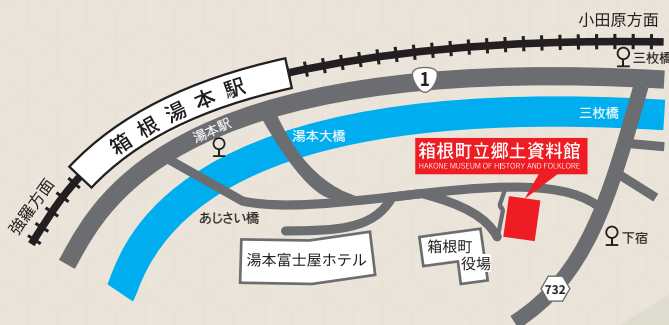 小田原方面
三枚橋
1
箱根湯本駅
湯本駅
湯本大橋
三枚橋
箱根町立郷土資料館
HAKONE MUSEUM OF HISTORY AND FOLKLORE
強羅方面
あじさい橋
湯本富士屋ホテル
箱根町
役場
下宿
732